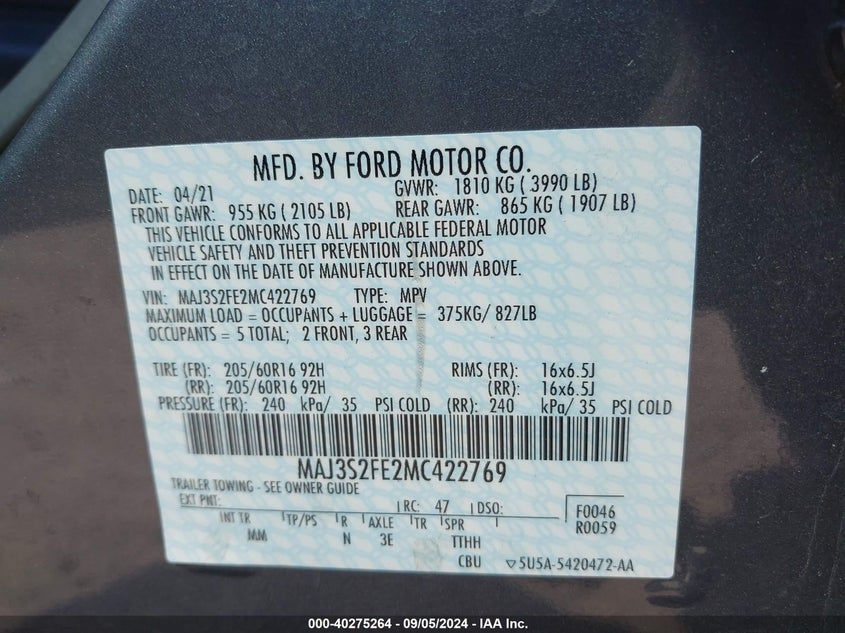 MFD. BY FORD MOTOR CO.
DATE: 04/21 GVWR: 1810 KG ( 3990 LB)
FRONT GAWR: 955 KG ( 2105 LB) REAR GAWR: 865 KG ( 1907 LB)
THIS VEHICLE CONFORMS TO ALL APPLICABLE FEDERAL MOTOR
VEHICLE SAFETY AND THEFT PREVENTION STANDARDS
IN EFFECT ON THE DATE OF MANUFACTURE SHOWN ABOVE.
VIN: MAJ3S2FE2MC422769 TYPE: MPV
MAXIMUM LOAD = OCCUPANTS + LUGGAGE = 375KG/ 827LB
OCCUPANTS = 5 TOTAL; 2 FRONT, 3 REAR
TIRE (FR): 205/60R16 92H RIMS (FR): 16x6.5J
(RR): 205/60R16 92H (RR): 16x6.5J
PRESSURE (FR): 240 kPa/ 35 PSI COLD (RR): 240 kPa/ 35 PSI COLD
MAJ3S2FE2MC422769
TRAILER TOWING - SEE OWNER GUIDE
EXT PNT: RC: 47 DSO: F0046
INT TR TP/PS R AXLE TR SPR R0059
MM N 3E TTHH
CBU ▽5U5A-5420472-AA
000-40275264 - 09/05/2024 - IAA Inc.